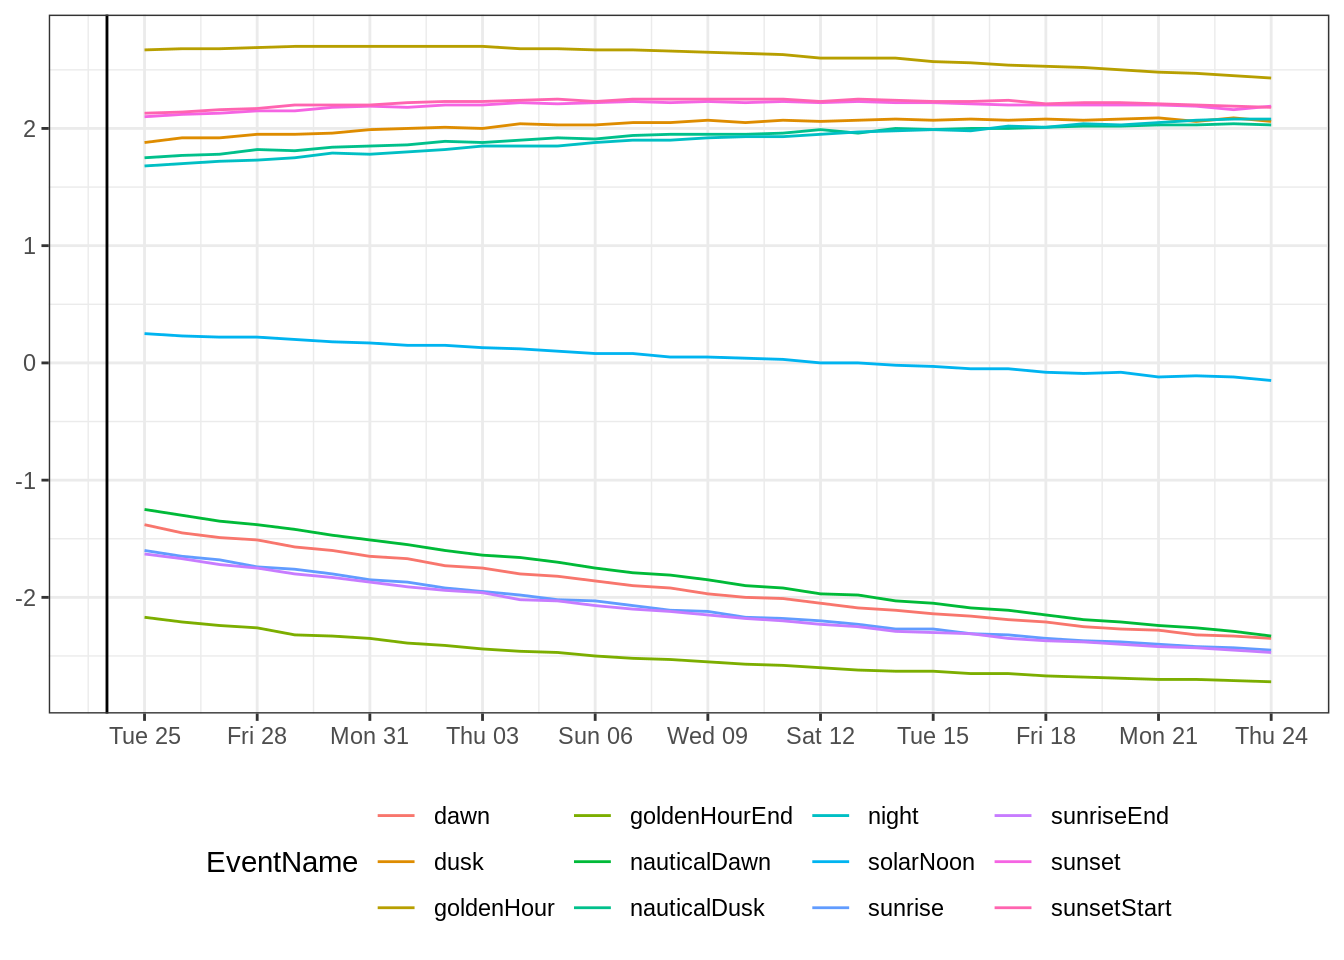 2
1
0
-1
-2
Tue 25 Fri 28 Mon 31 Thu 03 Sun 06 Wed 09 Sat 12 Tue 15 Fri 18 Mon 21 Thu 24
EventName
dawn goldenHourEnd night sunriseEnd
dusk nauticalDawn solarNoon sunset
goldenHour nauticalDusk sunrise sunsetStart